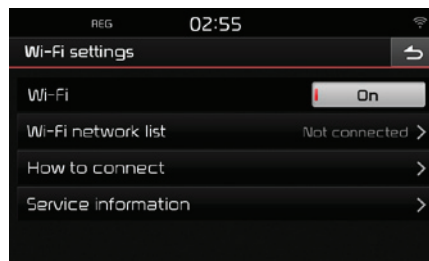 REG 02:55
Wi-Fi settings
Wi-Fi On
Wi-Fi network list Not connected
How to connect
Service information